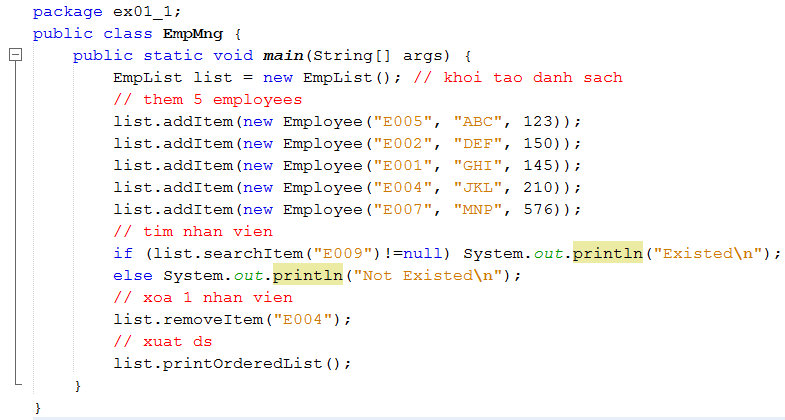 package ex01_1;
public class EmpMng {
    public static void main(String[] args) {
        EmpList list = new EmpList(); // khoi tao danh sach
        // them 5 employees
        list.addItem(new Employee("E005", "ABC", 123));
        list.addItem(new Employee("E002", "DEF", 150));
        list.addItem(new Employee("E001", "GHI", 145));
        list.addItem(new Employee("E004", "JKL", 210));
        list.addItem(new Employee("E007", "MNP", 576));
        // tim nhan vien
        if (list.searchItem("E009")!=null) System.out.println("Existed\n");
        else System.out.println("Not Existed\n");
        // xoa 1 nhan vien
        list.removeItem("E004");
        // xuat ds
        list.printOrderedList();
    }
}